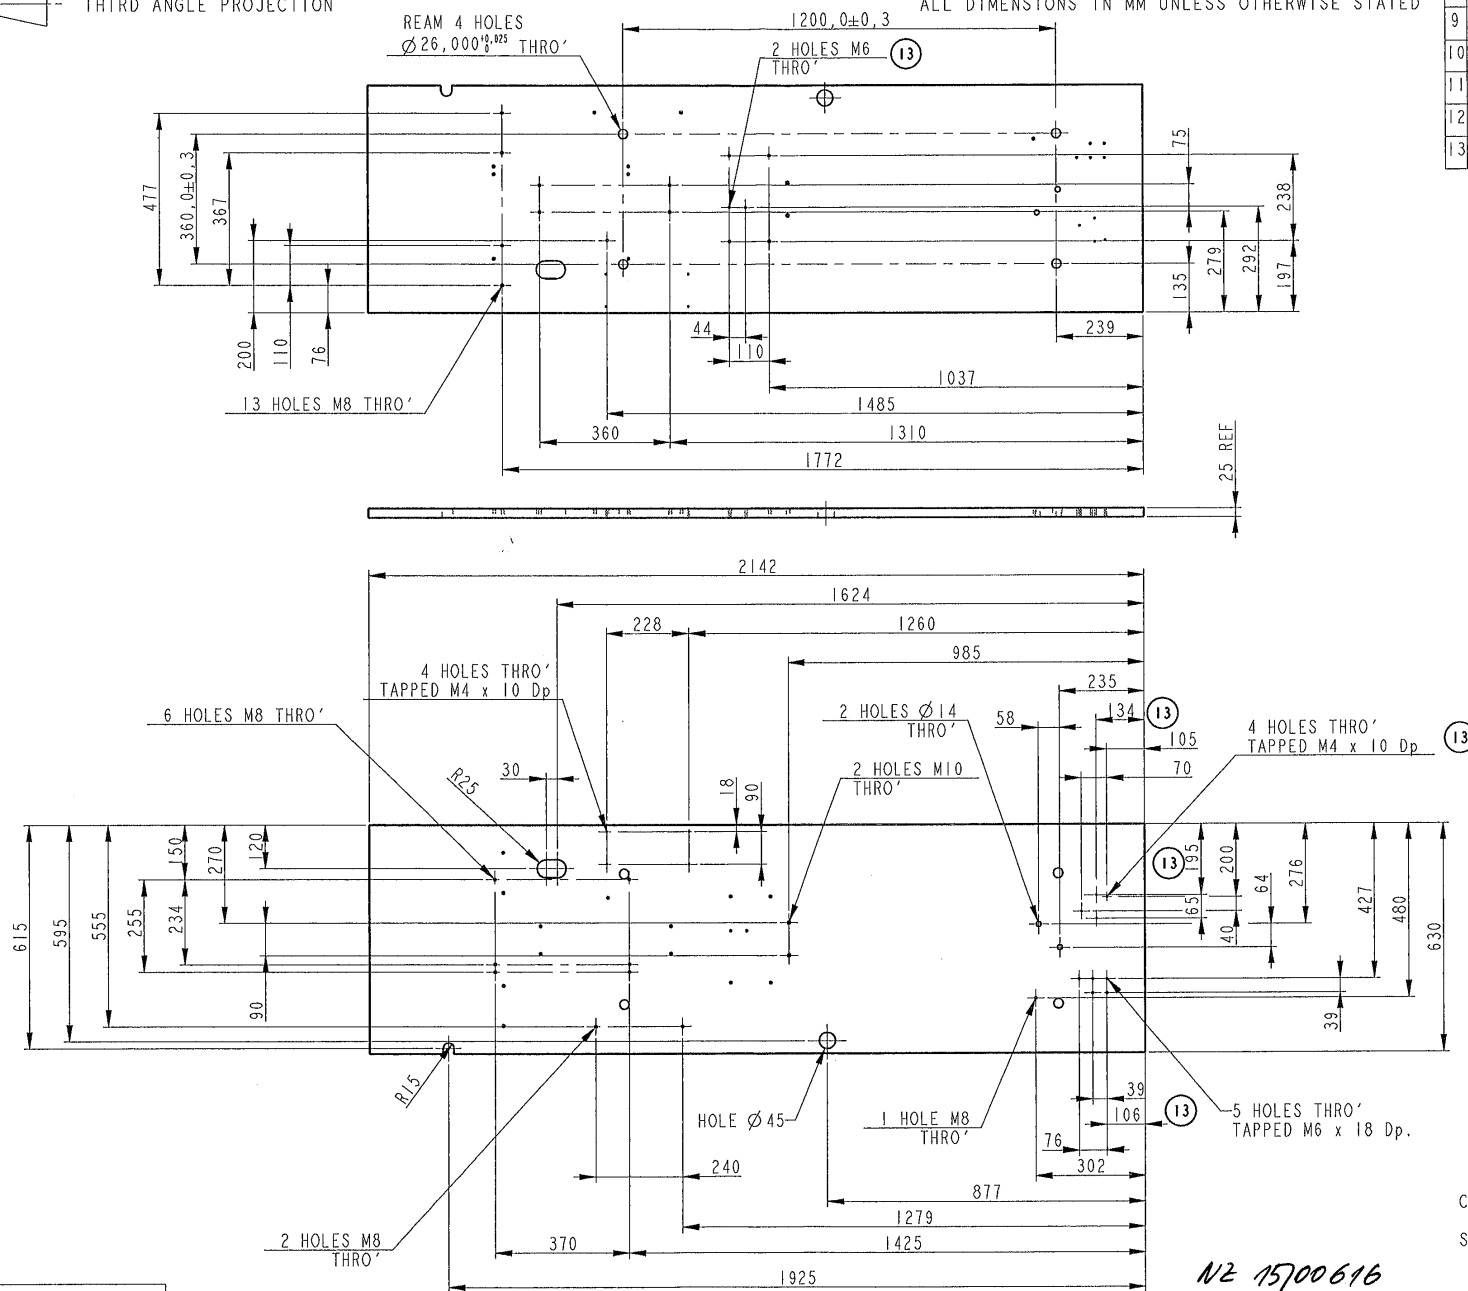 THIRD ANGLE PROJECTION
ALL DIMENSIONS IN MM UNLESS OTHERWISE STATED
9
10
11
12
13
REAM 4 HOLES
Ø26,000 +0,025 0 THRO'
1200,0±0,3
2 HOLES M6 13
THRO'
477
360,0±0,3
367
200
110
76
75
238
279
292
197
135
239
44
110
1037
13 HOLES M8 THRO'
1485
360
1310
1772
25 REF
2142
1624
228
1260
985
4 HOLES THRO'
TAPPED M4 x 10 Dp
235
134 13
6 HOLES M8 THRO'
2 HOLES Ø14
THRO'
58
105
4 HOLES THRO'
TAPPED M4 x 10 Dp 13
R25
30
2 HOLES M10
THRO'
70
18
90
615
595
555
150
270
120
255
234
90
13
195
200
64
276
65
40
427
480
630
39
R15
HOLE Ø45
1 HOLE M8
THRO'
39
106 13
5 HOLES THRO'
TAPPED M6 x 18 Dp.
76
302
240
877
1279
2 HOLES M8
THRO'
370
1425
1925
C
S
NZ 15/00616